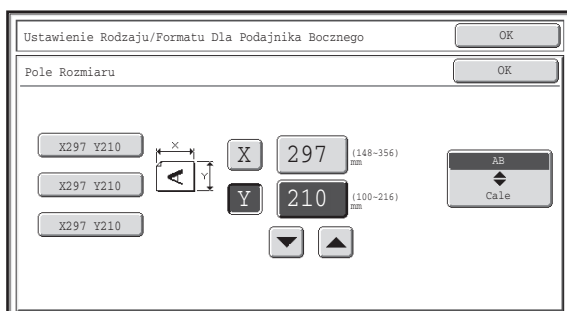 Ustawienie Rodzaju/Formatu Dla Podajnika Bocznego OK
Pole Rozmiaru OK
X297 Y210
X297 Y210
X297 Y210
X
Y
A
X 297 (148~356)
mm
Y 210 (100~216)
mm
AB
Cale